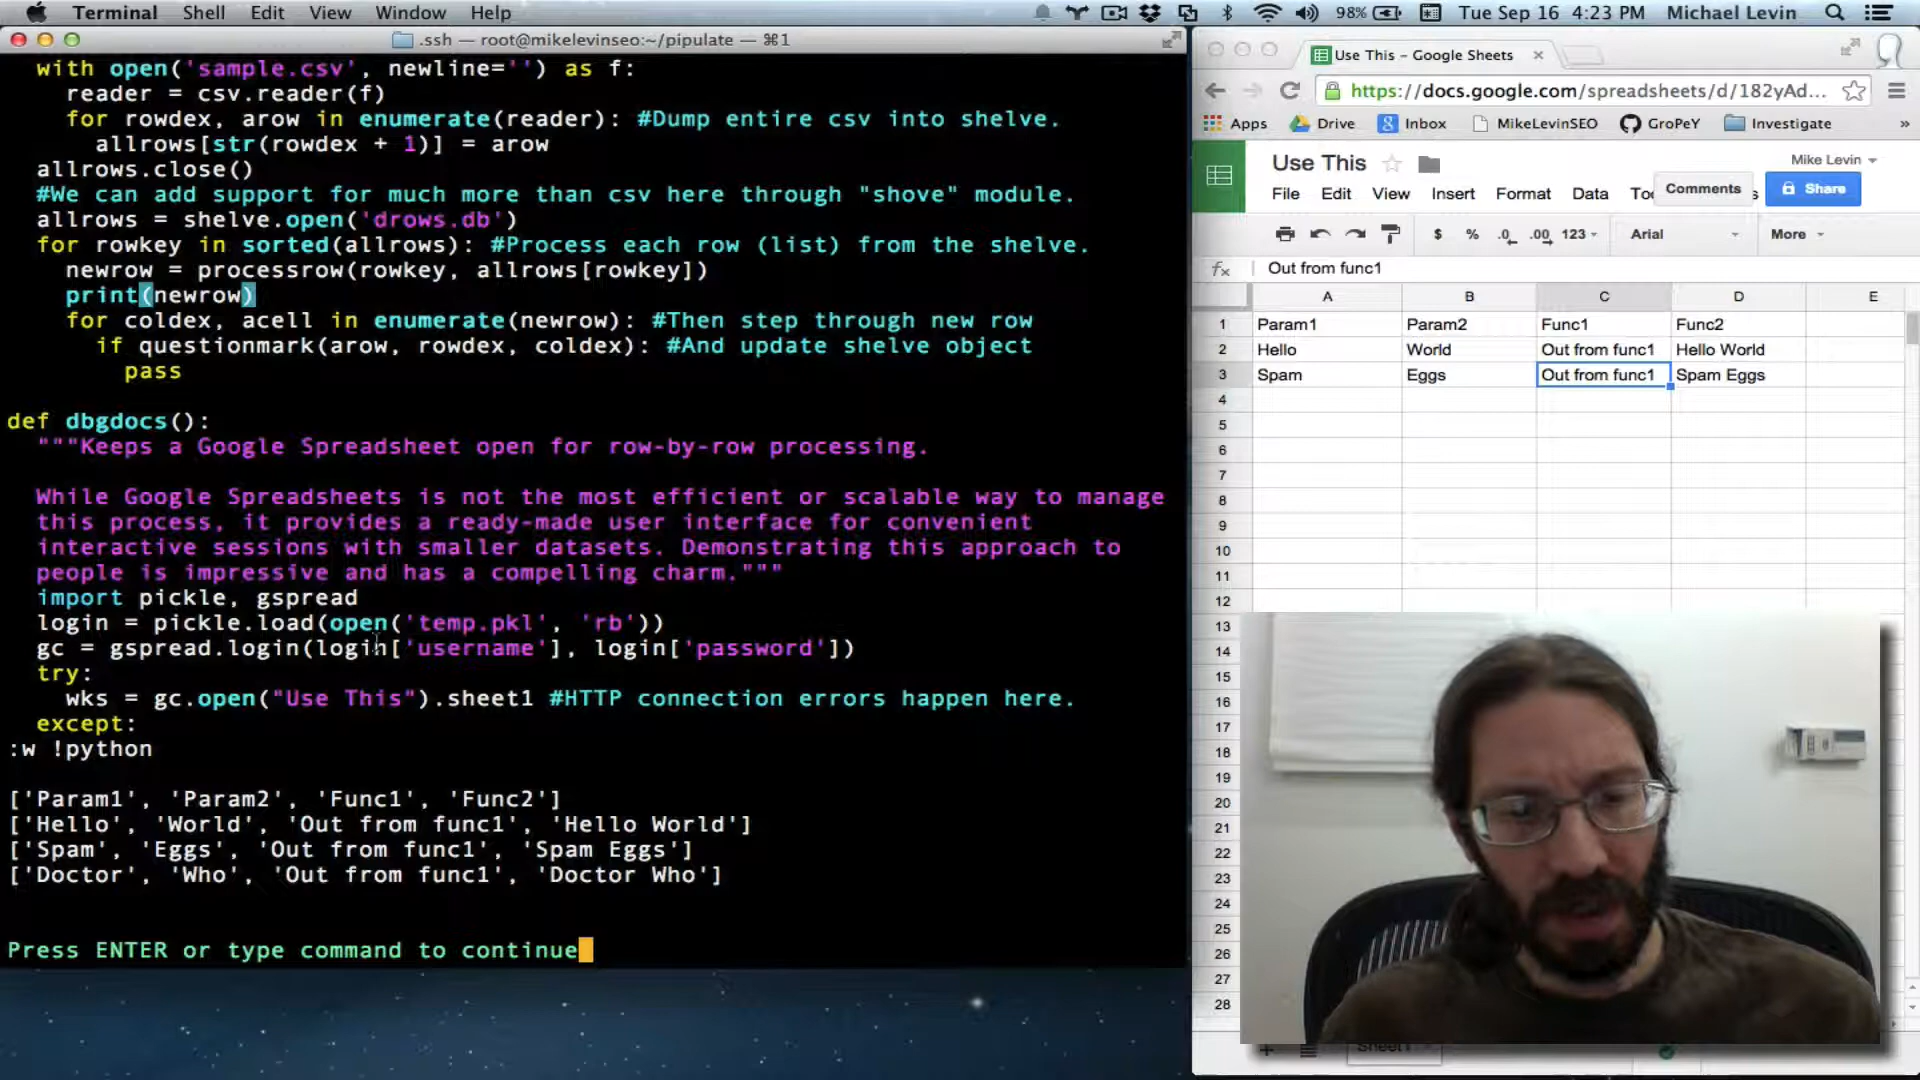 Terminal Shell Edit View Window Help
98% Tue Sep 16 4:23 PM Michael Levin
.ssh — root@mikelevinseo:~/pipulate — ⌘1
with open('sample.csv', newline='') as f:
reader = csv.reader(f)
for rowdex, arow in enumerate(reader): #Dump entire csv into shelve.
allrows[str(rowdex + 1)] = arow
allrows.close()
#We can add support for much more than csv here through "shove" module.
allrows = shelve.open('drows.db')
for rowkey in sorted(allrows): #Process each row (list) from the shelve.
newrow = processrow(rowkey, allrows[rowkey])
print(newrow)
for coldex, acell in enumerate(newrow): #Then step through new row
if questionmark(arow, rowdex, coldex): #And update shelve object
pass
def dbgdocs():
"""Keeps a Google Spreadsheet open for row-by-row processing.
While Google Spreadsheets is not the most efficient or scalable way to manage
this process, it provides a ready-made user interface for convenient
interactive sessions with smaller datasets. Demonstrating this approach to
people is impressive and has a compelling charm."""
import pickle, gspread
login = pickle.load(open('temp.pkl', 'rb'))
gc = gspread.login(login['username'], login['password'])
try:
wks = gc.open("Use This").sheet1 #HTTP connection errors happen here.
except:
:w !python
['Param1', 'Param2', 'Func1', 'Func2']
['Hello', 'World', 'Out from func1', 'Hello World']
['Spam', 'Eggs', 'Out from func1', 'Spam Eggs']
['Doctor', 'Who', 'Out from func1', 'Doctor Who']
Press ENTER or type command to continue
Use This - Google Sheets
https://docs.google.com/spreadsheets/d/182yAd...
Apps Drive Inbox MikeLevinSEO GroPeY Investigate »
Use This
Mike Levin
File Edit View Insert Format Data Comments Share
$ % .0 .00 123 Arial More
fx Out from func1
A B C D E
1 Param1 Param2 Func1 Func2
2 Hello World Out from func1 Hello World
3 Spam Eggs Out from func1 Spam Eggs
4
5
6
7
8
9
10
11
12
13
14
15
16
17
18
19
20
21
22
23
24
25
26
27
28